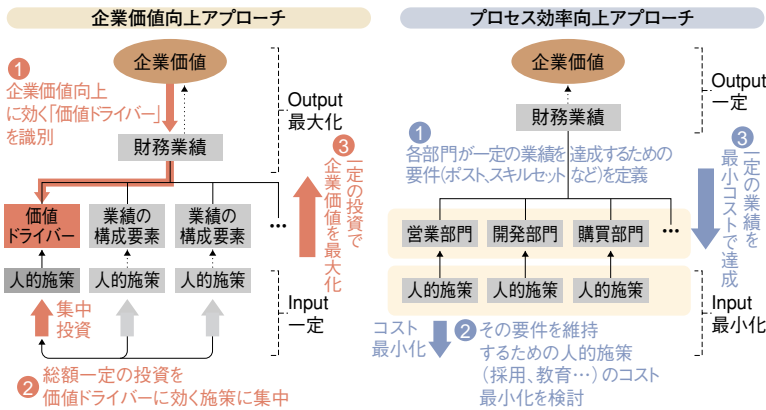 企業価値向上アプローチ
企業価値
1
企業価値向上
に効く「価値ドライバー」
を識別
Output
最大化
財務業績
3
一定の投資で
企業価値を最大化
価値
ドライバー
業績の
構成要素
業績の
構成要素
…
人的施策
人的施策
人的施策
集中
投資
Input
一定
2
総額一定の投資を
価値ドライバーに効く施策に集中
プロセス効率向上アプローチ
企業価値
Output
一定
財務業績
1
各部門が一定の業績を達成するための
要件(ポスト、スキルセットなど)を定義
3
一定の業績を
最小コストで達成
営業部門
開発部門
購買部門
…
人的施策
人的施策
人的施策
Input
最小化
コスト
最小化
2
その要件を維持
するための人的施策
(採用、教育…)のコスト
最小化を検討